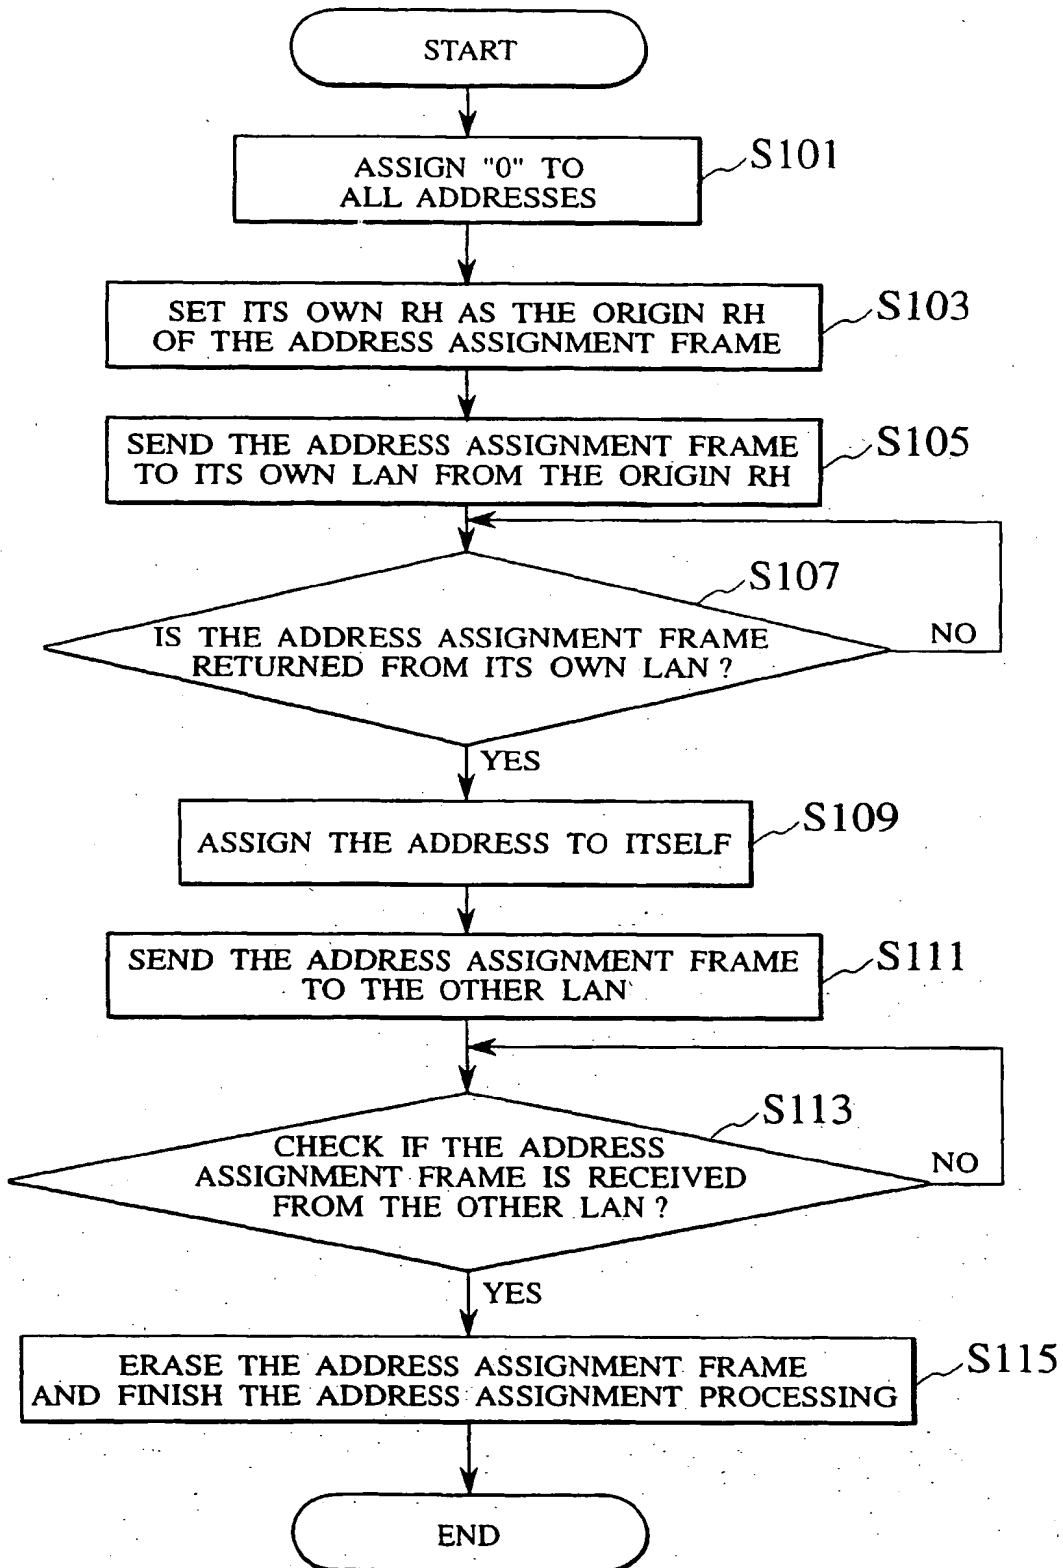 START
ASSIGN "0" TO
ALL ADDRESSES
S101
SET ITS OWN RH AS THE ORIGIN RH
OF THE ADDRESS ASSIGNMENT FRAME
S103
SEND THE ADDRESS ASSIGNMENT FRAME
TO ITS OWN LAN FROM THE ORIGIN RH
S105
S107
IS THE ADDRESS ASSIGNMENT FRAME
RETURNED FROM ITS OWN LAN ?
NO
YES
ASSIGN THE ADDRESS TO ITSELF
S109
SEND THE ADDRESS ASSIGNMENT FRAME
TO THE OTHER LAN
S111
S113
CHECK IF THE ADDRESS
ASSIGNMENT FRAME IS RECEIVED
FROM THE OTHER LAN ?
NO
YES
ERASE THE ADDRESS ASSIGNMENT FRAME
AND FINISH THE ADDRESS ASSIGNMENT PROCESSING
S115
END